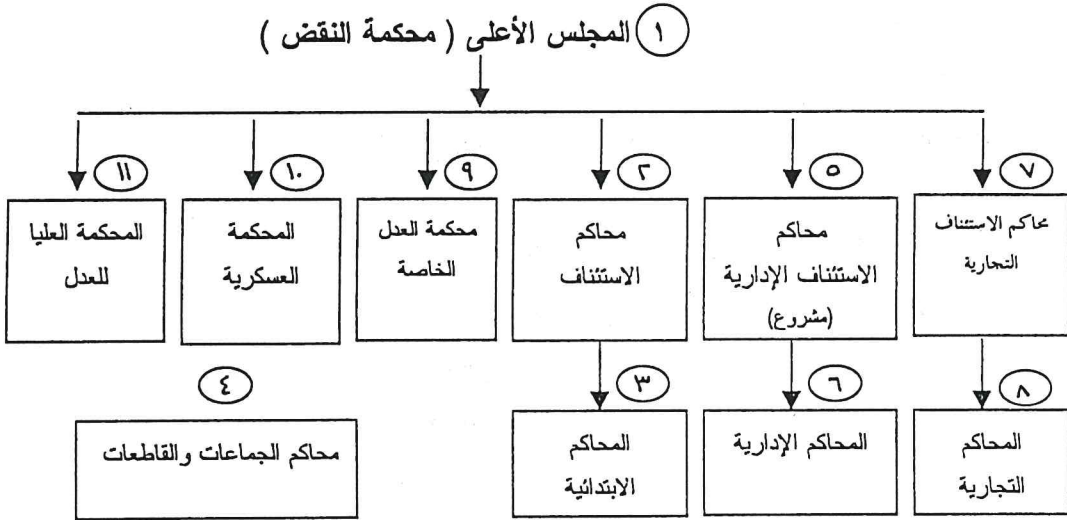 ١ المجلس الأعلى ( محكمة النقض )
٧
محاكم الاستئناف
التجارية
٥
محاكم
الاستئناف الإدارية
(مشروع)
٢
محاكم
الاستئناف
٩
محكمة العدل
الخاصة
١٠
المحكمة
العسكرية
١١
المحكمة العليا
للعدل
٨
المحاكم
التجارية
٦
المحاكم الإدارية
٣
المحاكم
الابتدائية
٤
محاكم الجماعات والقاطعات